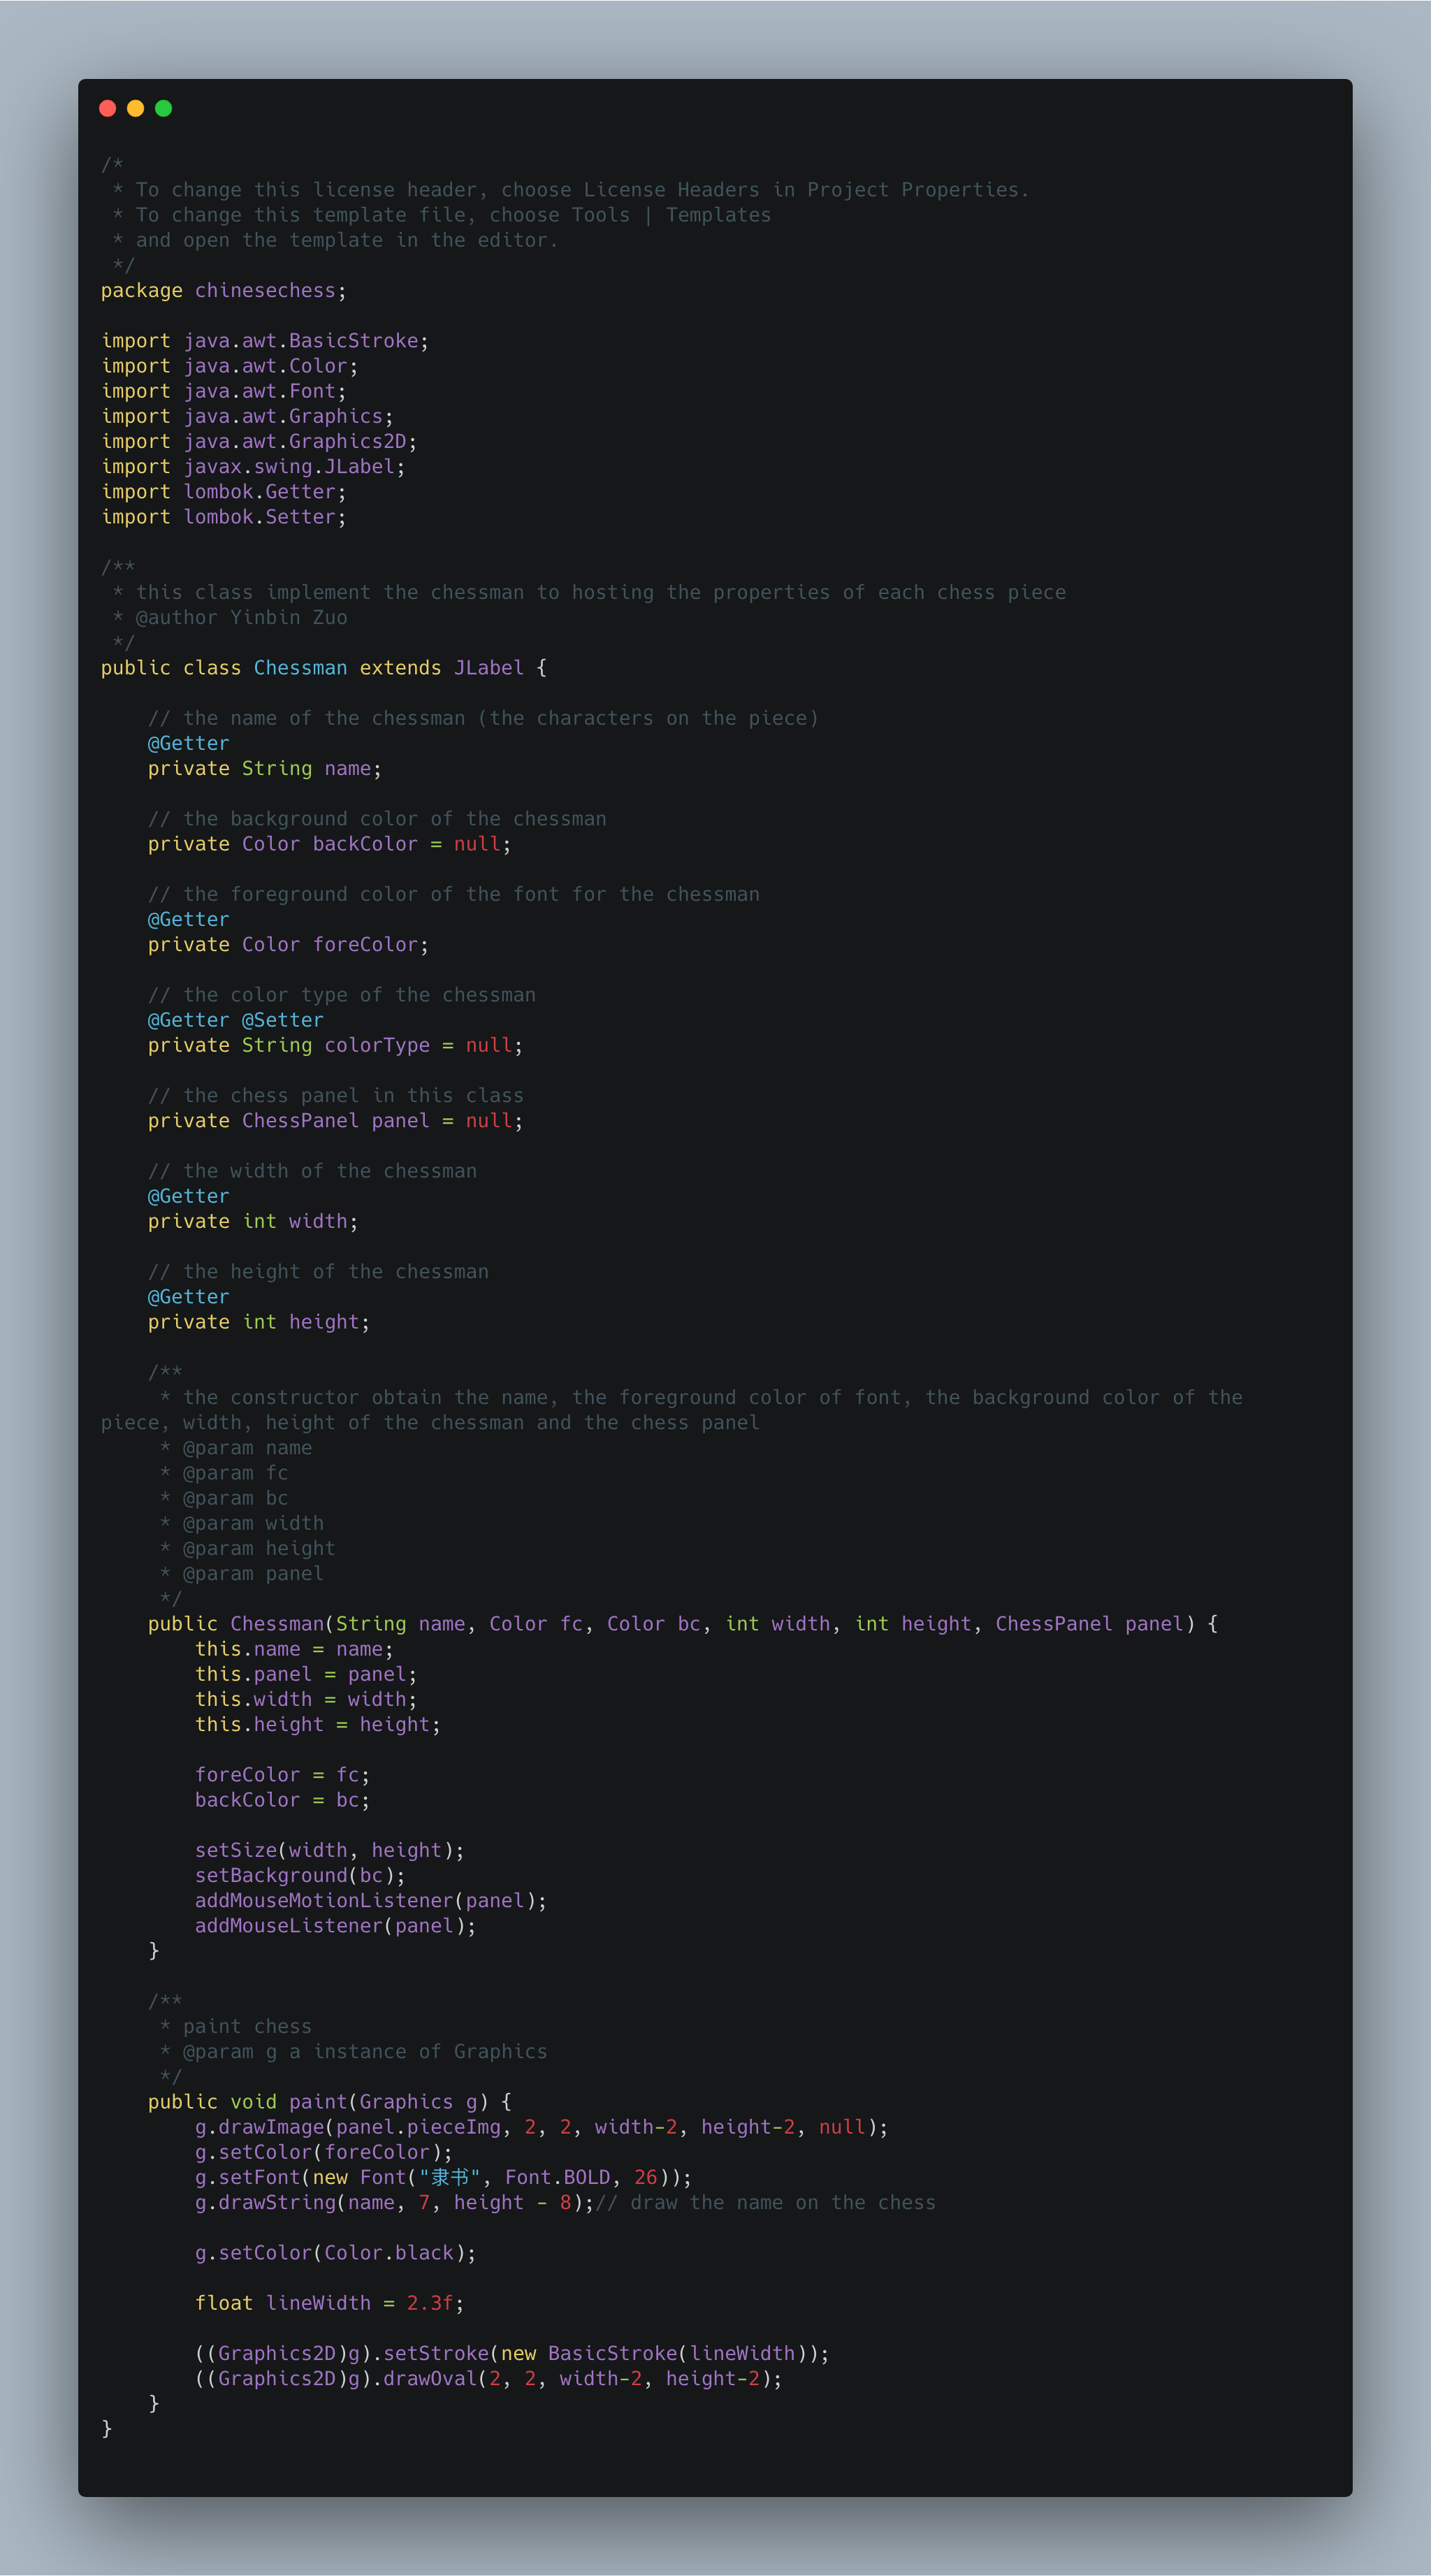 /*
 * To change this license header, choose License Headers in Project Properties.
 * To change this template file, choose Tools | Templates
 * and open the template in the editor.
 */
package chinesechess;

import java.awt.BasicStroke;
import java.awt.Color;
import java.awt.Font;
import java.awt.Graphics;
import java.awt.Graphics2D;
import javax.swing.JLabel;
import lombok.Getter;
import lombok.Setter;

/**
 * this class implement the chessman to hosting the properties of each chess piece
 * @author Yinbin Zuo
 */
public class Chessman extends JLabel {

    // the name of the chessman (the characters on the piece)
    @Getter
    private String name;

    // the background color of the chessman
    private Color backColor = null;

    // the foreground color of the font for the chessman
    @Getter
    private Color foreColor;

    // the color type of the chessman
    @Getter @Setter
    private String colorType = null;

    // the chess panel in this class
    private ChessPanel panel = null;

    // the width of the chessman
    @Getter
    private int width;

    // the height of the chessman
    @Getter
    private int height;

    /**
     * the constructor obtain the name, the foreground color of font, the background color of the
piece, width, height of the chessman and the chess panel
     * @param name
     * @param fc
     * @param bc
     * @param width
     * @param height
     * @param panel
     */
    public Chessman(String name, Color fc, Color bc, int width, int height, ChessPanel panel) {
        this.name = name;
        this.panel = panel;
        this.width = width;
        this.height = height;

        foreColor = fc;
        backColor = bc;

        setSize(width, height);
        setBackground(bc);
        addMouseMotionListener(panel);
        addMouseListener(panel);
    }

    /**
     * paint chess
     * @param g a instance of Graphics
     */
    public void paint(Graphics g) {
        g.drawImage(panel.pieceImg, 2, 2, width-2, height-2, null);
        g.setColor(foreColor);
        g.setFont(new Font("隶书", Font.BOLD, 26));
        g.drawString(name, 7, height - 8);// draw the name on the chess

        g.setColor(Color.black);

        float lineWidth = 2.3f;

        ((Graphics2D)g).setStroke(new BasicStroke(lineWidth));
        ((Graphics2D)g).drawOval(2, 2, width-2, height-2);
    }
}